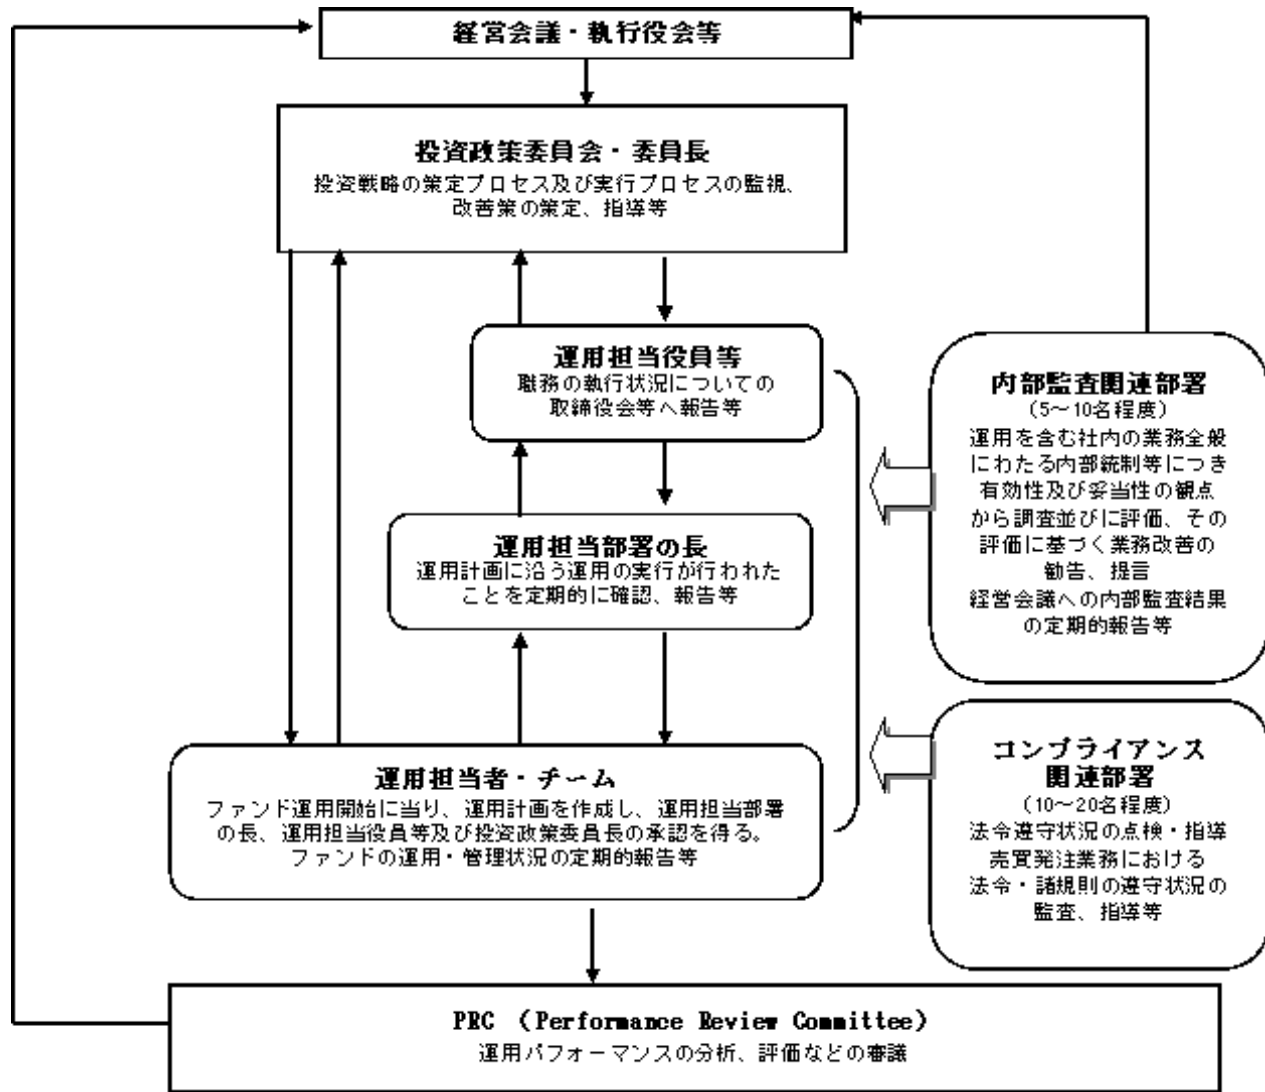 経営会議・執行役会等
投資政策委員会・委員長
投資戦略の策定プロセス及び実行プロセスの監視、
改善策の策定、指導等
運用担当役員等
職務の執行状況についての
取締役会等へ報告等
運用担当部署の長
運用計画に沿う運用の実行が行われた
ことを定期的に確認、報告等
運用担当者・チーム
ファンド運用開始に当り、運用計画を作成し、運用担当部署
の長、運用担当役員等及び投資政策委員長の承認を得る。
ファンドの運用・管理状況の定期的報告等
内部監査関連部署
（5～10名程度）
運用を含む社内の業務全般
にわたる内部統制等につき
有効性及び妥当性の観点
から調査並びに評価、その
評価に基づく業務改善の
勧告、提言
経営会議への内部監査結果
の定期的報告等
コンプライアンス
関連部署
（10～20名程度）
法令遵守状況の点検・指導
売買発注業務における
法令・諸規則の遵守状況の
監査、指導等
PRC （Performance Review Committee）
運用パフォーマンスの分析、評価などの審議